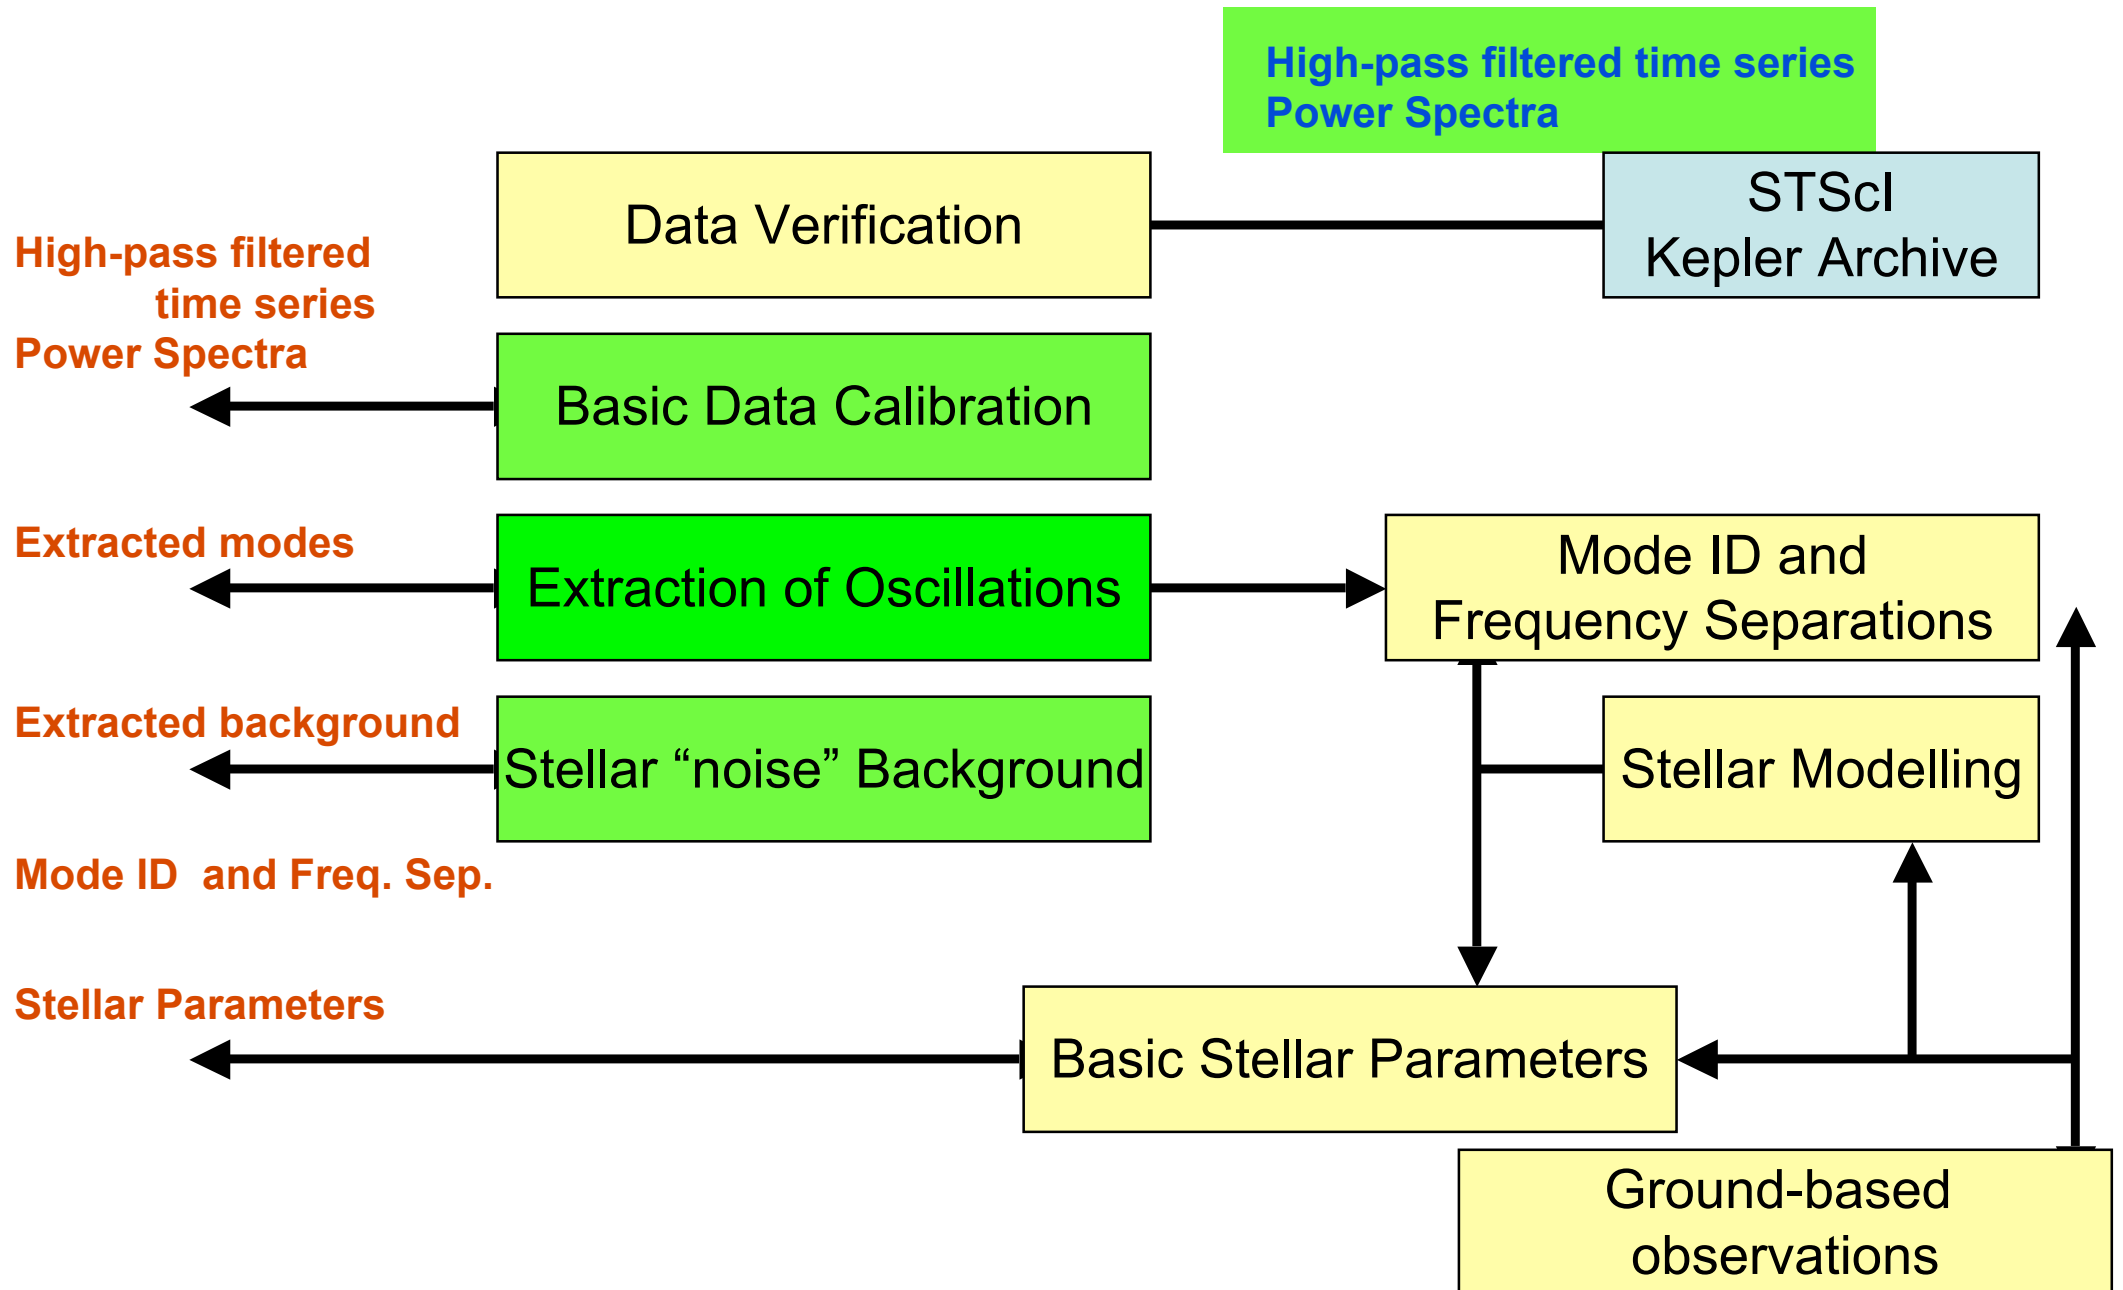 High-pass filtered time series
Power Spectra
Data Verification
STScI
Kepler Archive
High-pass filtered
time series
Power Spectra
Basic Data Calibration
Extracted modes
Extraction of Oscillations
Mode ID and
Frequency Separations
Extracted background
Stellar “noise” Background
Stellar Modelling
Mode ID and Freq. Sep.
Stellar Parameters
Basic Stellar Parameters
Ground-based
observations